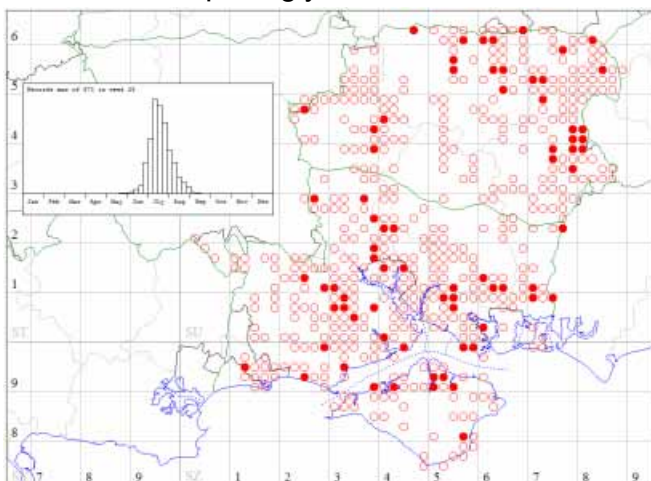 6
Records max of in week
5
Jan Feb Mar Apr May Jun Jul Aug Sep Oct Nov Dec
4
3
2
1
ST SU
9
8
7 8 9 SZ 1 2 3 4 5 6 7 8 9